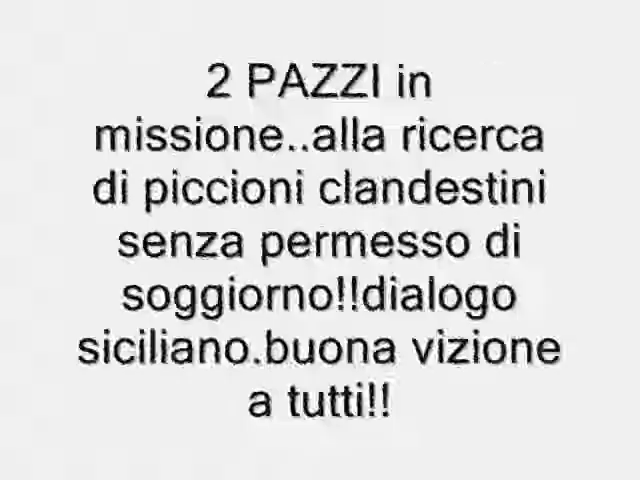 2 PAZZI in
missione..alla ricerca
di piccioni clandestini
senza permesso di
soggiorno!!dialogo
siciliano.buona vizione
a tutti!!